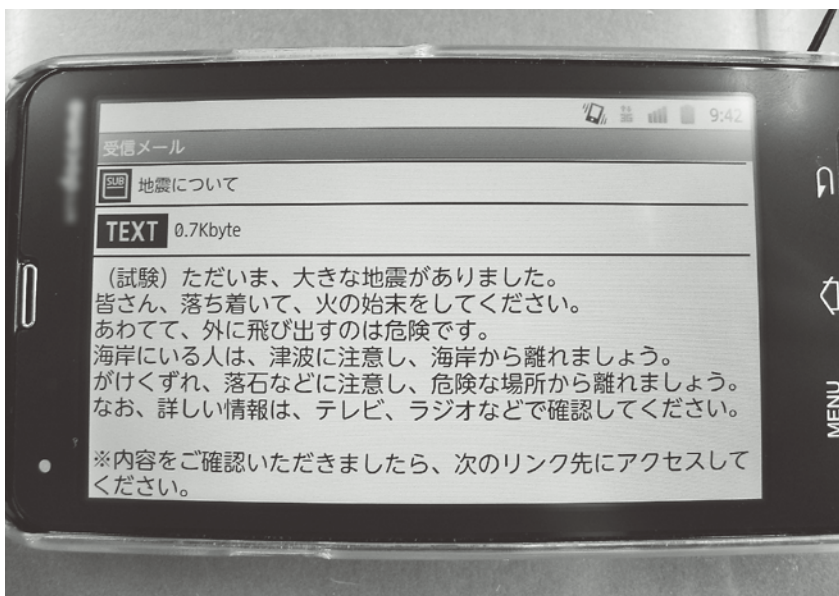 9:42
受信メール
SUB 地震について
TEXT 0.7Kbyte
（試験）ただいま、大きな地震がありました。
皆さん、落ち着いて、火の始末をしてください。
あわてて、外に飛び出すのは危険です。
海岸にいる人は、津波に注意し、海岸から離れましょう。
がけくずれ、落石などに注意し、危険な場所から離れましょう。
なお、詳しい情報は、テレビ、ラジオなどで確認してください。
※内容をご確認いただきましたら、次のリンク先にアクセスして
ください。
MENU